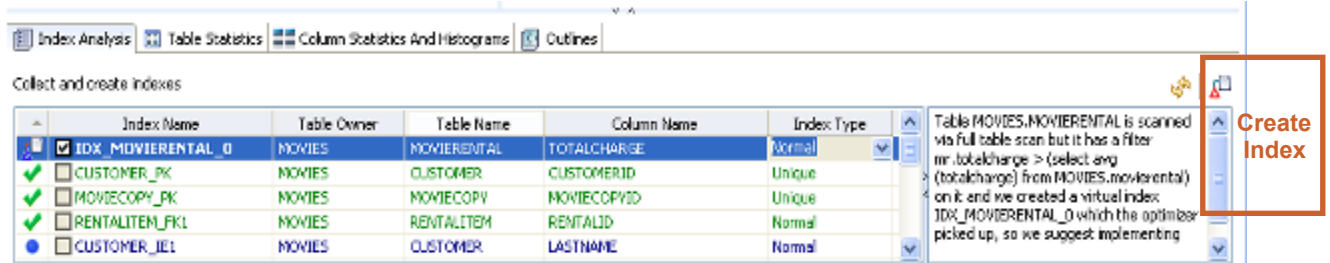 Index Analysis Table Statistics Column Statistics And Histograms Outlines
Collect and create indexes
Create Index
Index Name Table Owner Table Name Column Name Index Type
IDX_MOVIERENTAL_0 MOVIES MOVIERENTAL TOTALCHARGE Normal
CUSTOMER_PK MOVIES CUSTOMER CUSTOMERID Unique
MOVIECOPY_PK MOVIES MOVIECOPY MOVIECOPYID Unique
RENTALITEM_FK1 MOVIES RENTALITEM RENTALID Normal
CUSTOMER_IE1 MOVIES CUSTOMER LASTNAME Normal
Table MOVIES.MOVIERENTAL is scanned
via full table scan but it has a filter
mr.totalcharge > (select avg
(totalcharge) from MOVIES.movierental)
on it and we created a virtual index
IDX_MOVIERENTAL_0 which the optimizer
picked up, so we suggest implementing